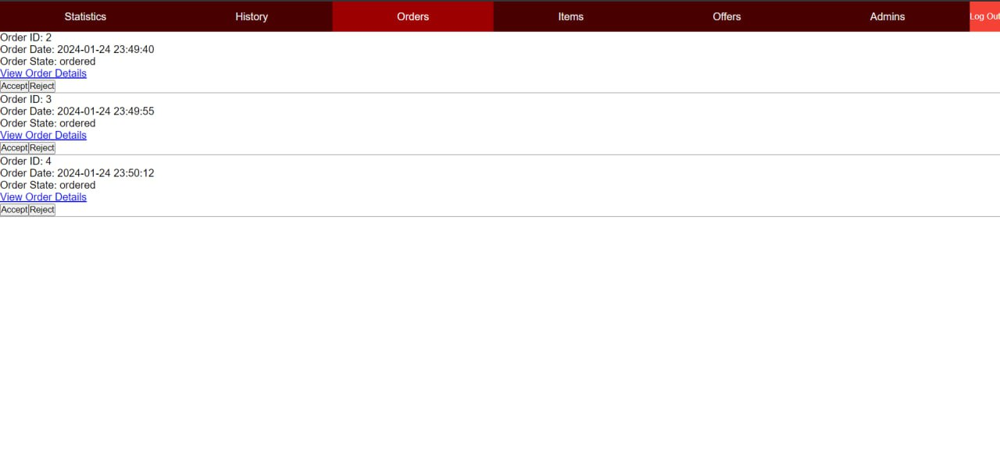 Statistics History Orders Items Offers Admins Log Out
Order ID: 2
Order Date: 2024-01-24 23:49:40
Order State: ordered
View Order Details
Accept Reject
Order ID: 3
Order Date: 2024-01-24 23:49:55
Order State: ordered
View Order Details
Accept Reject
Order ID: 4
Order Date: 2024-01-24 23:50:12
Order State: ordered
View Order Details
Accept Reject